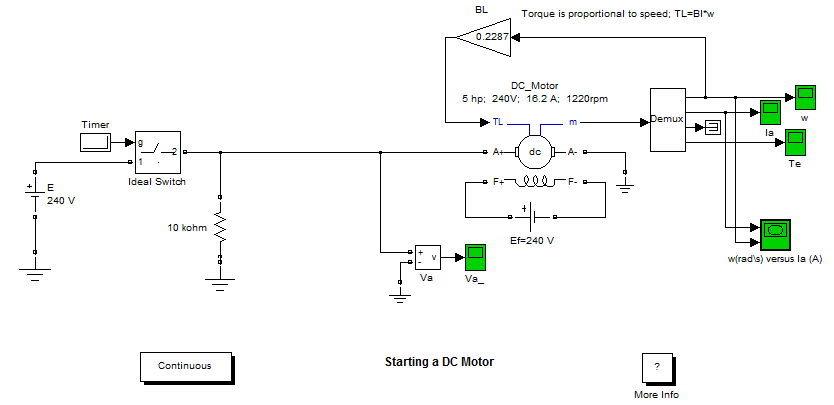 BL
Torque is proportional to speed; TL=Bl*w
0.2287
DC_Motor
5 hp; 240V; 16.2 A; 1220rpm
Timer
g
1
2
Ideal Switch
TL
m
Demux
w
Ia
Te
A+
dc
A-
F+
F-
+
E
240 V
10 kohm
+
Ef=240 V
+
-
v
Va
Va_
w(rad\s) versus Ia (A)
Continuous
Starting a DC Motor
?
More Info